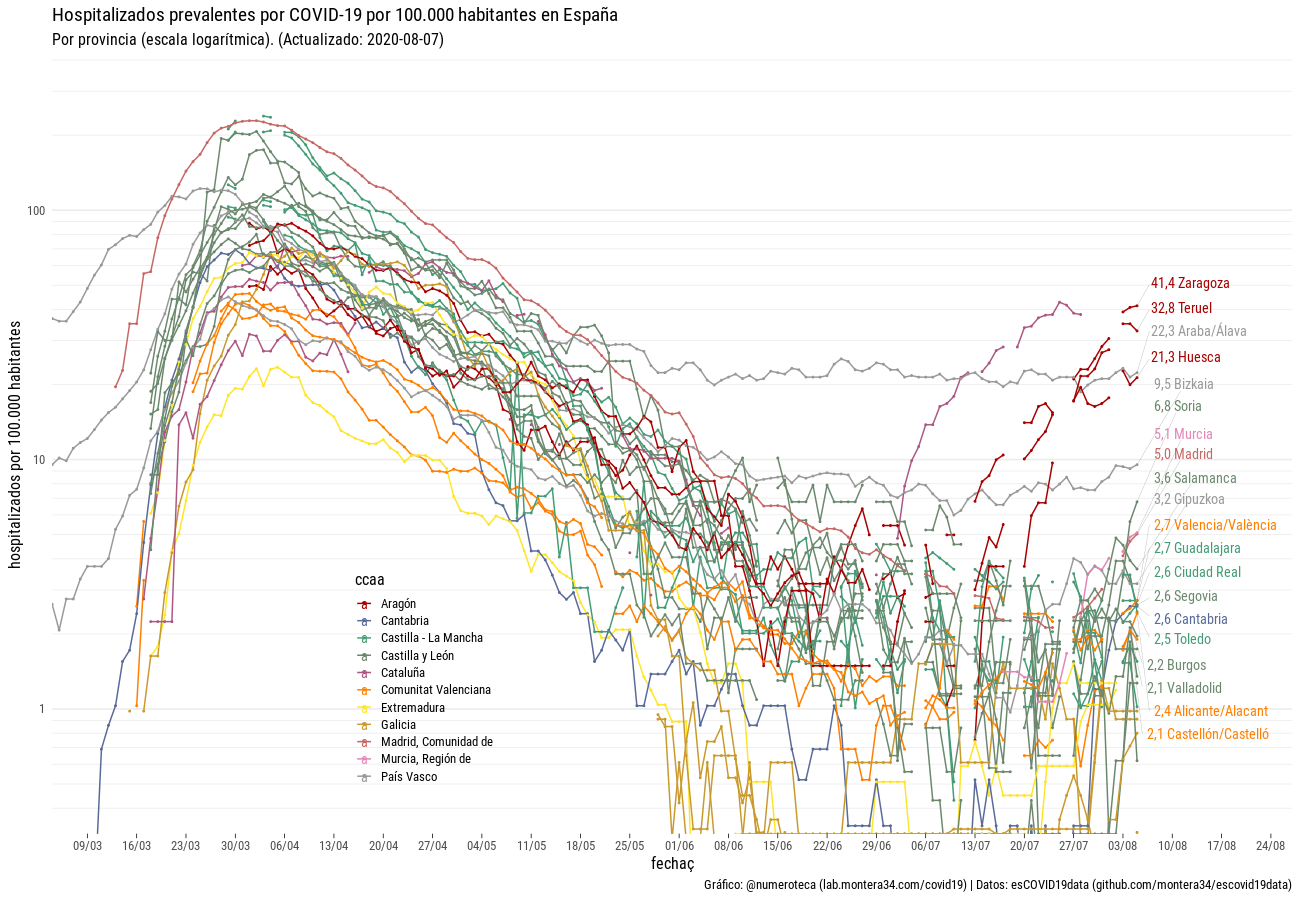 Hospitalizados prevalentes por COVID-19 por 100.000 habitantes en España
Por provincia (escala logarítmica). (Actualizado: 2020-08-07)
hospitalizados por 100.000 habitantes
100
10
1
41,4 Zaragoza
32,8 Teruel
22,3 Araba/Álava
21,3 Huesca
9,5 Bizkaia
6,8 Soria
5,1 Murcia
5,0 Madrid
3,6 Salamanca
3,2 Gipuzkoa
2,7 Valencia/València
2,7 Guadalajara
2,6 Ciudad Real
2,6 Segovia
2,6 Cantabria
2,5 Toledo
2,2 Burgos
2,1 Valladolid
2,4 Alicante/Alacant
2,1 Castellón/Castelló
ccaa
Aragón
Cantabria
Castilla - La Mancha
Castilla y León
Cataluña
Comunitat Valenciana
Extremadura
Galicia
Madrid, Comunidad de
Murcia, Región de
País Vasco
09/03 16/03 23/03 30/03 06/04 13/04 20/04 27/04 04/05 11/05 18/05 25/05 01/06 08/06 15/06 22/06 29/06 06/07 13/07 20/07 27/07 03/08 10/08 17/08 24/08
fechaç
Gráfico: @numeroteca (lab.montera34.com/covid19) | Datos: esCOVID19data (github.com/montera34/escovid19data)